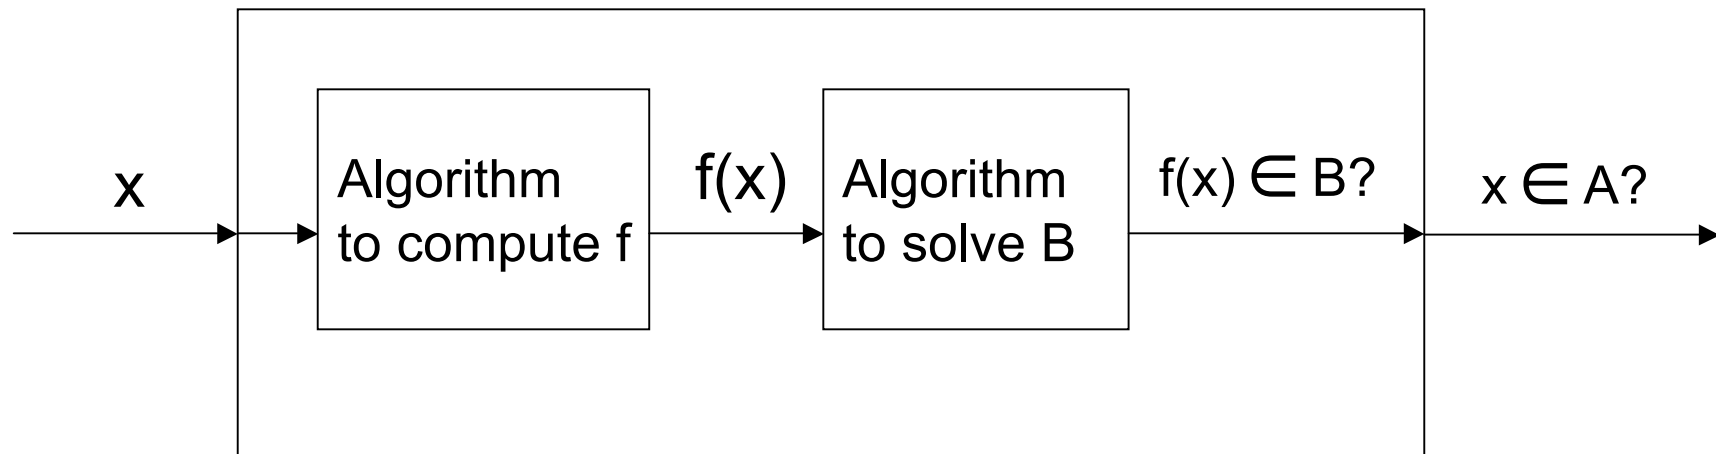 x
Algorithm
to compute f
f(x)
Algorithm
to solve B
f(x) ∈ B?
x ∈ A?